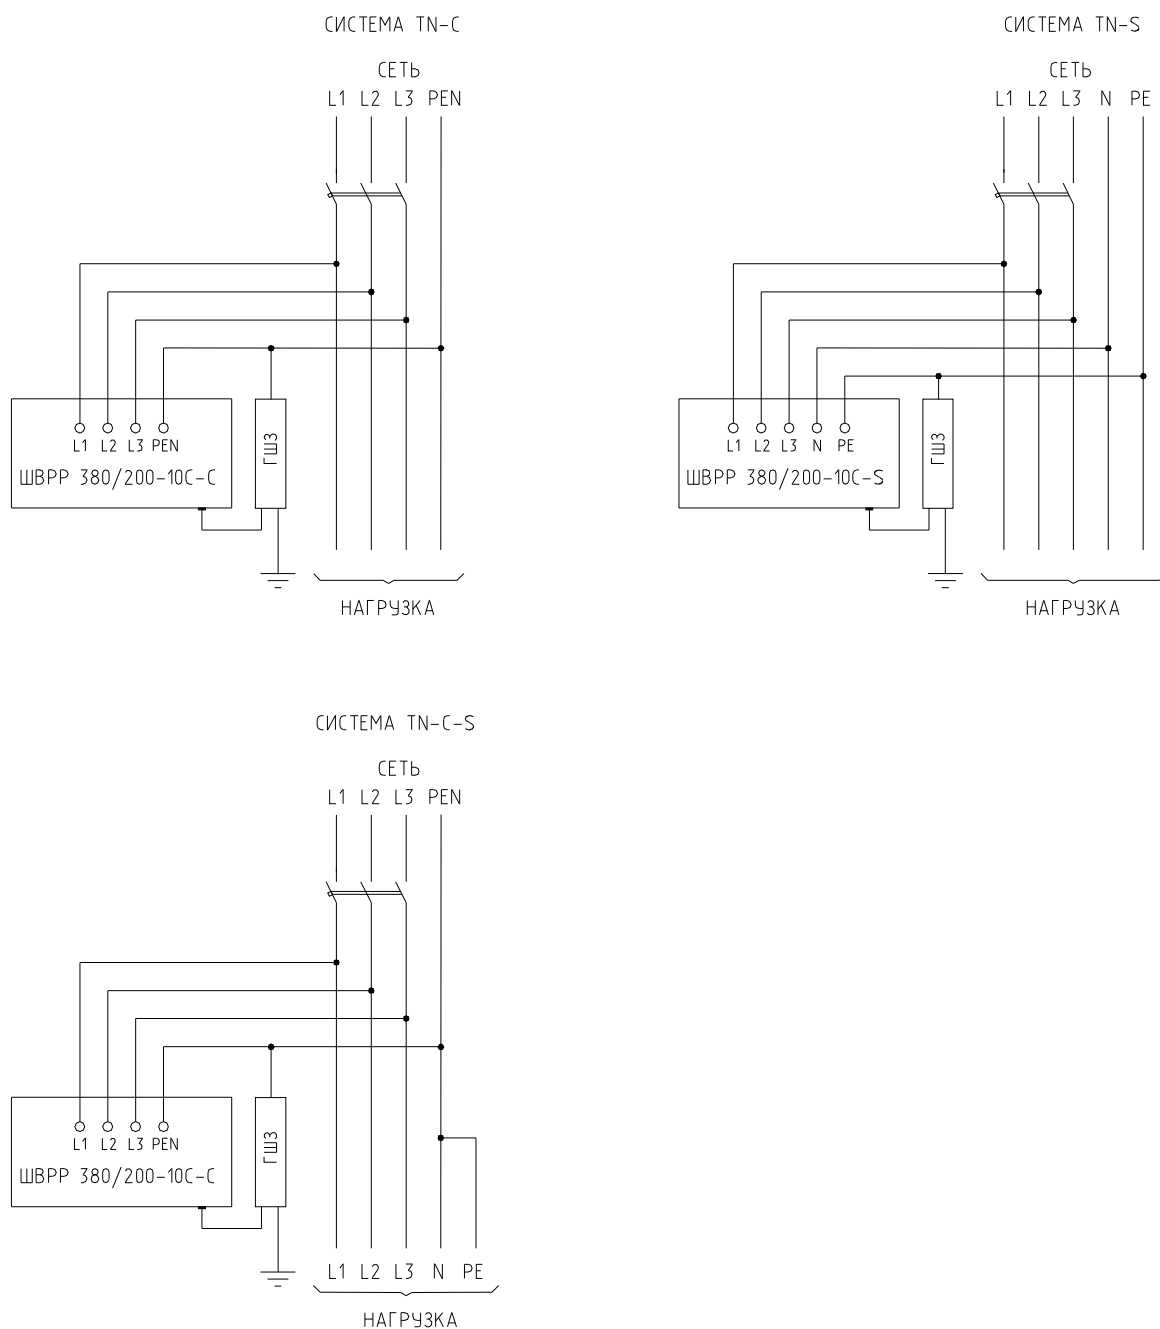 СИСТЕМА TN-C
СЕТЬ
L1 L2 L3 PEN
L1 L2 L3 PEN
ШВРР 380/200-10С-С
ГШЗ
НАГРУЗКА
СИСТЕМА TN-S
СЕТЬ
L1 L2 L3 N PE
L1 L2 L3 N PE
ШВРР 380/200-10С-S
ГШЗ
НАГРУЗКА
СИСТЕМА TN-C-S
СЕТЬ
L1 L2 L3 PEN
L1 L2 L3 PEN
ШВРР 380/200-10С-С
ГШЗ
L1 L2 L3 N PE
НАГРУЗКА